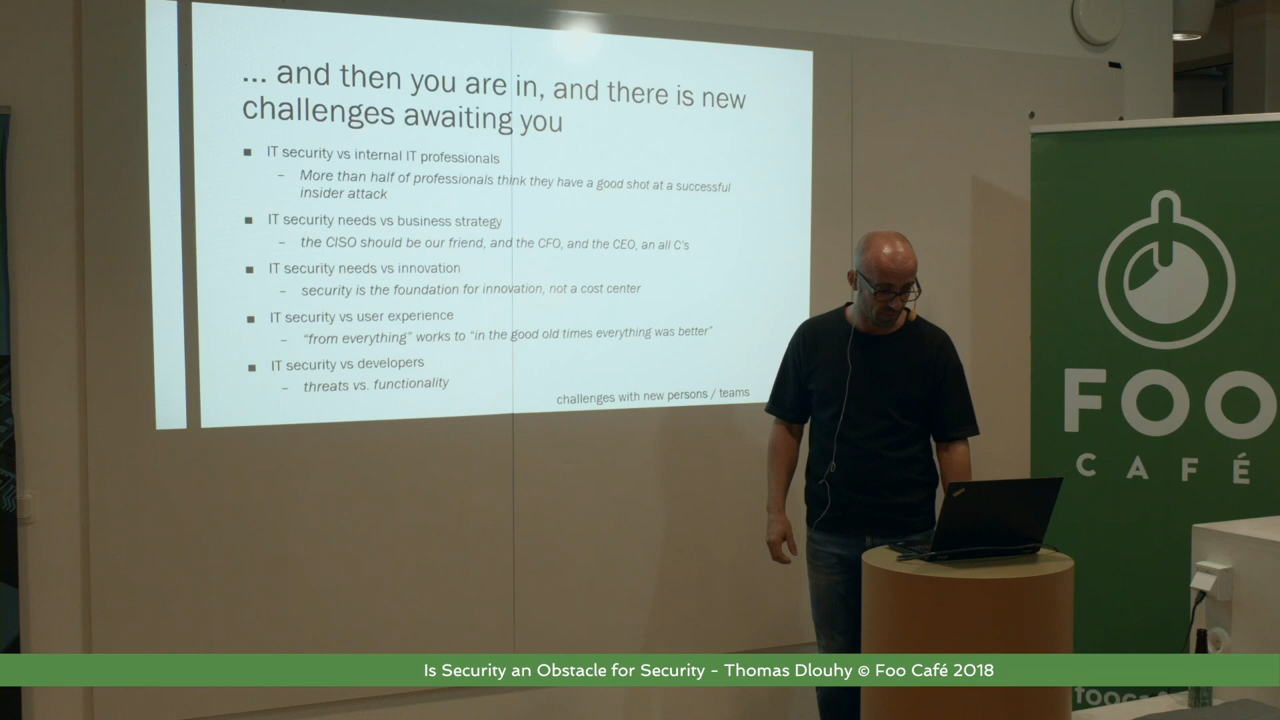 ... and then you are in, and there is new
challenges awaiting you
IT security vs internal IT professionals
– More than half of professionals think they have a good shot at a successful
insider attack
IT security needs vs business strategy
– the CISO should be our friend, and the CFO, and the CEO, an all C's
IT security needs vs innovation
– security is the foundation for innovation, not a cost center
IT security vs user experience
– "from everything" works to "in the good old times everything was better"
IT security vs developers
– threats vs. functionality
challenges with new persons / teams
FOO
CAFÉ
Is Security an Obstacle for Security - Thomas Dlouhy © Foo Café 2018